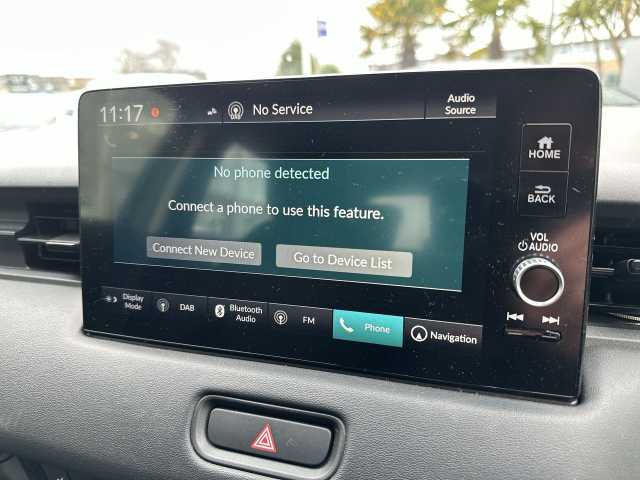 11:17
DAB
No Service
Audio
Source
No phone detected
Connect a phone to use this feature.
Connect New Device
Go to Device List
Display
Mode
DAB
Bluetooth
Audio
FM
Phone
Navigation
HOME
BACK
VOL
AUDIO